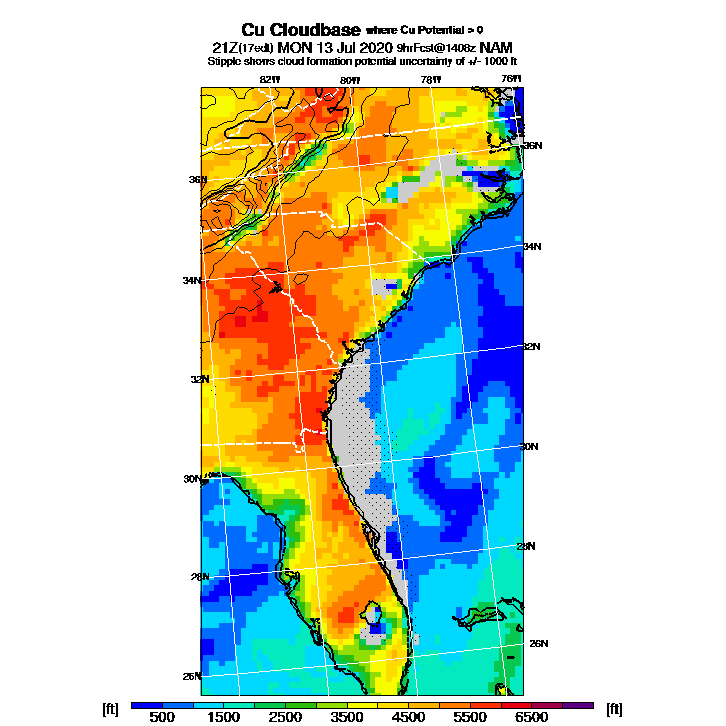 Cu Cloudbase where Cu Potential > 0
21Z(17edt) MON 13 Jul 2020 9hrFcst@1408z NAM
Stipple shows cloud formation potential uncertainty of +/- 1000 ft
82W 80W 78W 76W
36N
36N
34N
34N
32N
32N
30N
30N
28N
28N
26N
26N
[ft] 500 1500 2500 3500 4500 5500 6500 [ft]